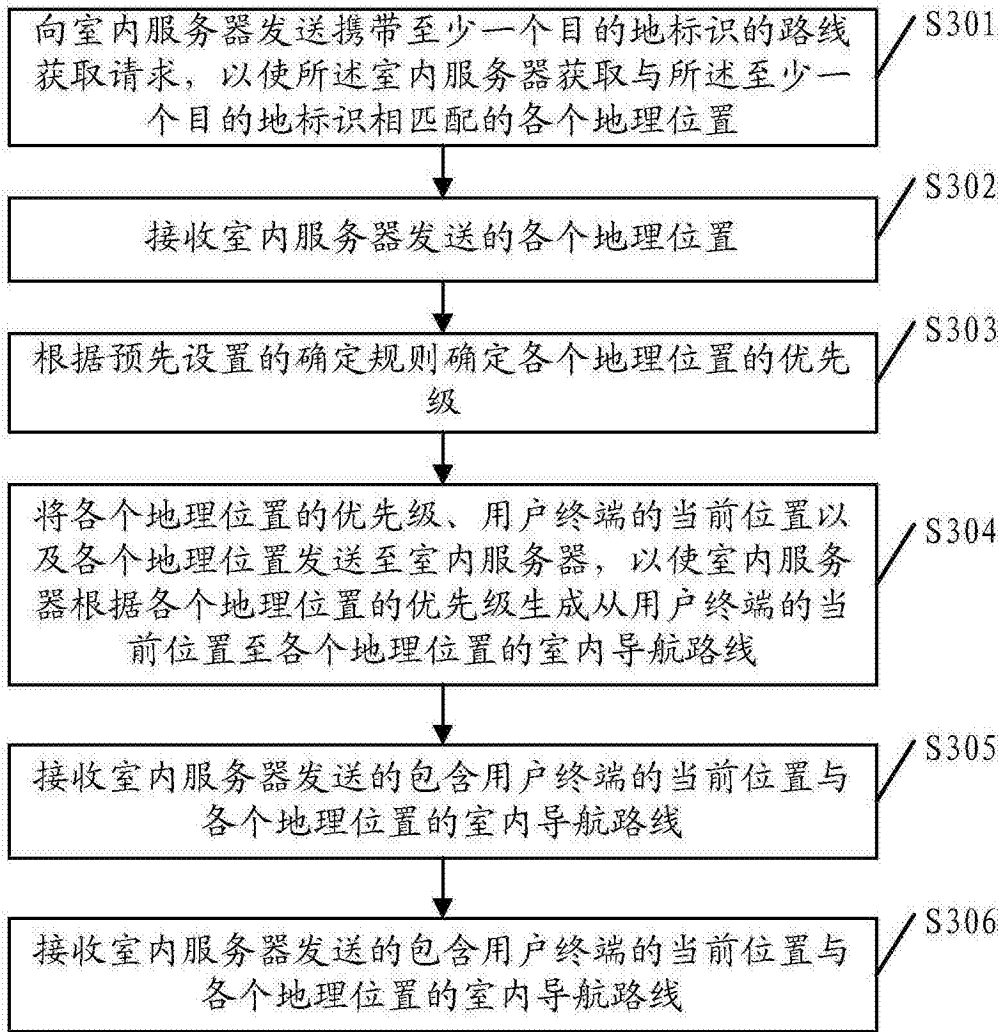 向室内服务器发送携带至少一个目的地标识的路线
获取请求，以使所述室内服务器获取与所述至少一
个目的地标识相匹配的各个地理位置
S301
接收室内服务器发送的各个地理位置
S302
根据预先设置的确定规则确定各个地理位置的优先
级
S303
将各个地理位置的优先级、用户终端的当前位置以
及各个地理位置发送至室内服务器，以使室内服务
器根据各个地理位置的优先级生成从用户终端的当
前位置至各个地理位置的室内导航路线
S304
接收室内服务器发送的包含用户终端的当前位置与
各个地理位置的室内导航路线
S305
接收室内服务器发送的包含用户终端的当前位置与
各个地理位置的室内导航路线
S306